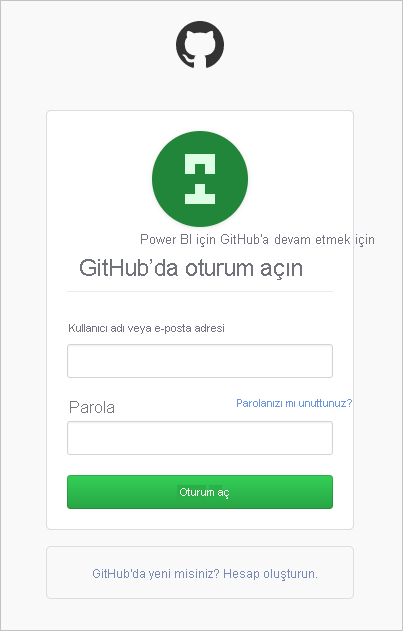 Power BI için GitHub'a devam etmek için
GitHub’da oturum açın
Kullanıcı adı veya e-posta adresi
Parola
Parolanızı mı unuttunuz?
Oturum aç
GitHub'da yeni misiniz? Hesap oluşturun.